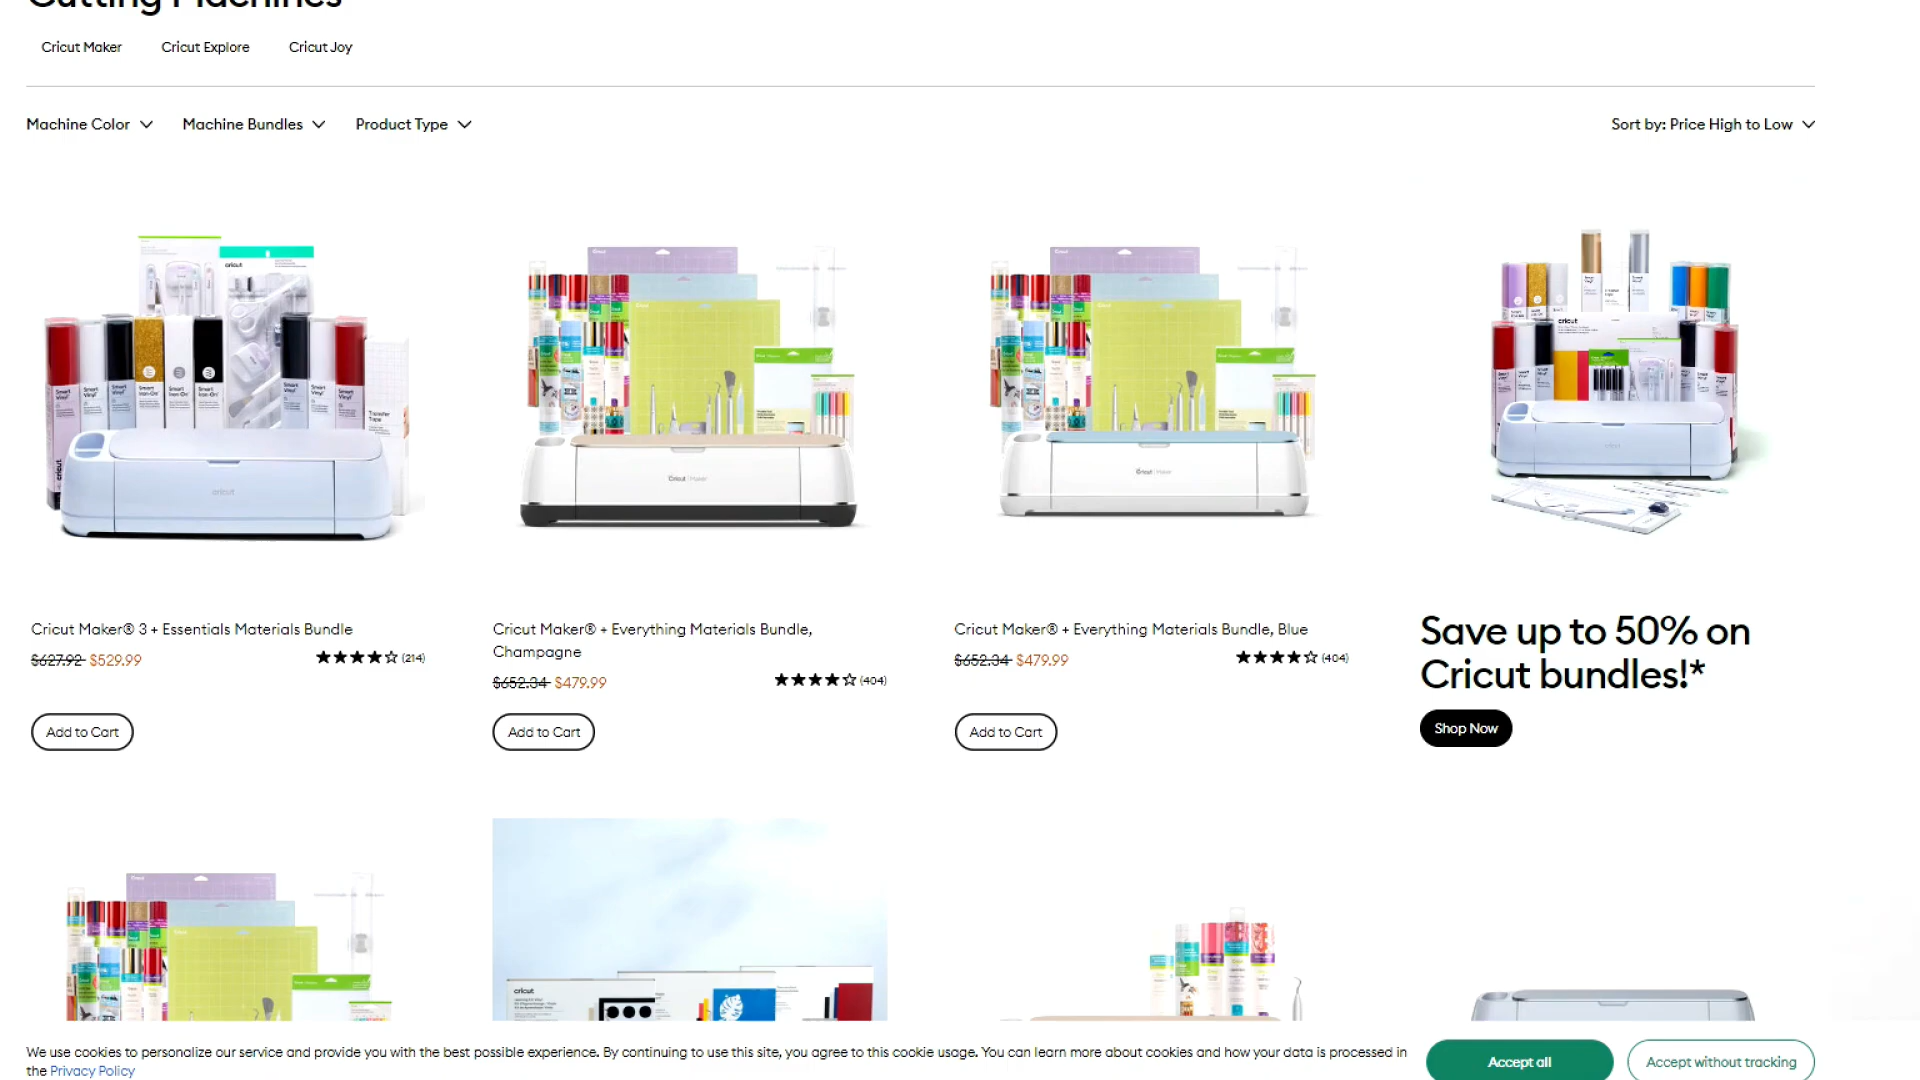 Cutting Machines
Cricut Maker Cricut Explore Cricut Joy
Machine Color Machine Bundles Product Type Sort by: Price High to Low
Cricut Maker® 3 + Essentials Materials Bundle
$627.92 $529.99 (214)
Add to Cart
Cricut Maker® + Everything Materials Bundle,
Champagne
$652.34 $479.99 (404)
Add to Cart
Cricut Maker® + Everything Materials Bundle, Blue
$652.34 $479.99 (404)
Add to Cart
Save up to 50% on
Cricut bundles!*
Shop Now
We use cookies to personalize our service and provide you with the best possible experience. By continuing to use this site, you agree to this cookie usage. You can learn more about cookies and how your data is processed in
the Privacy Policy
Accept all
Accept without tracking